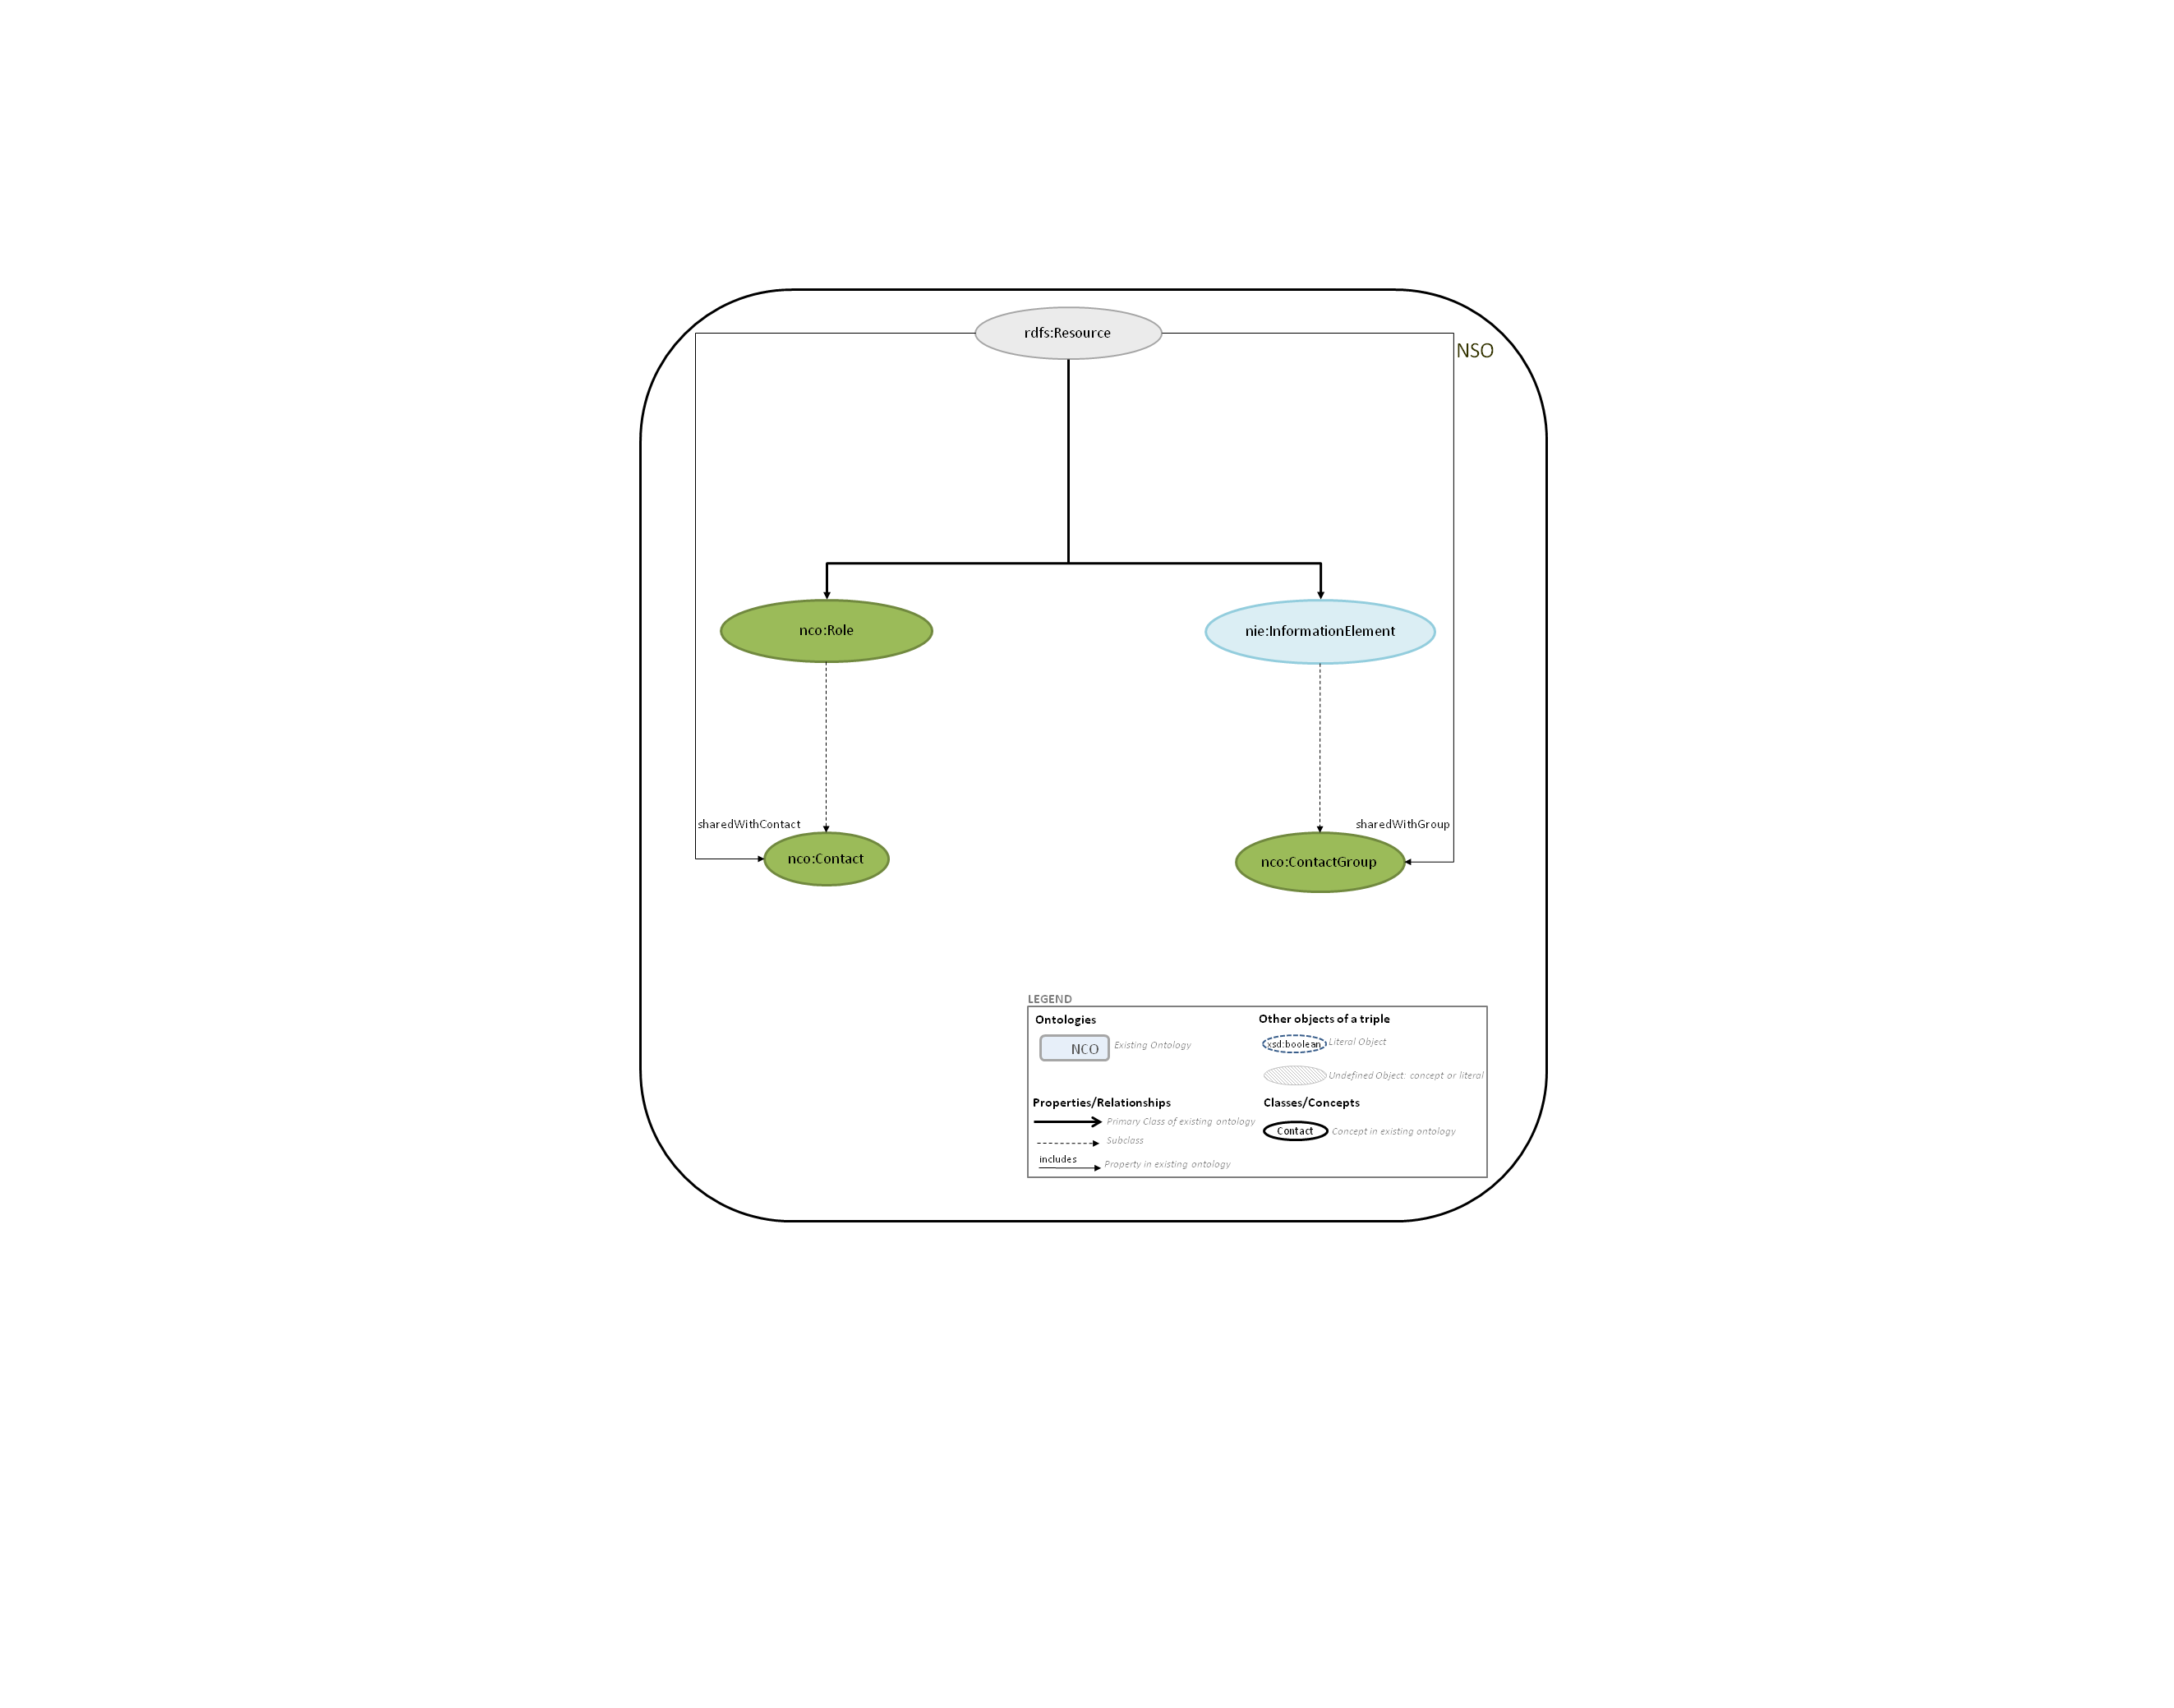 rdfs:Resource
NSO
nco:Role
nie:InformationElement
sharedWithContact
sharedWithGroup
nco:Contact
nco:ContactGroup
LEGEND
Ontologies
Other objects of a triple
NCO
Existing Ontology
xsd:boolean
Literal Object
Undefined Object: concept or literal
Properties/Relationships
Classes/Concepts
Primary Class of existing ontology
Contact
Concept in existing ontology
Subclass
includes
Property in existing ontology